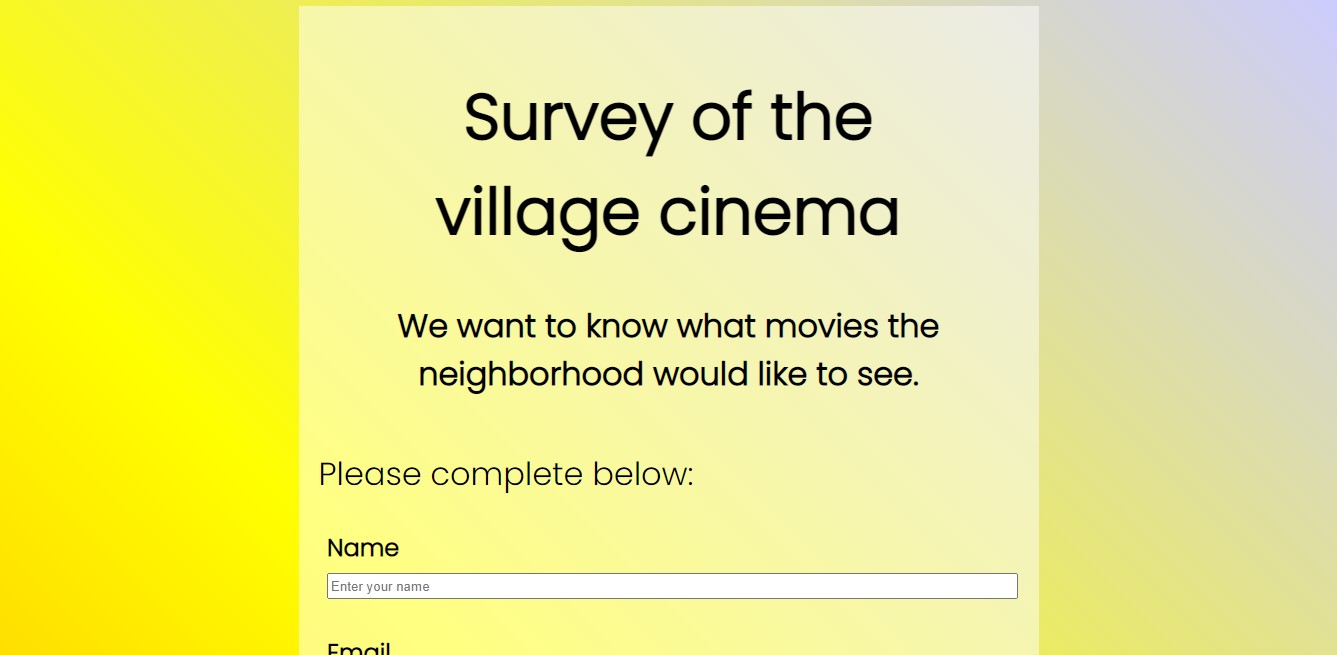 Survey of the
village cinema
We want to know what movies the
neighborhood would like to see.
Please complete below:
Name
Enter your name
Email